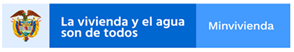 La vivienda y el agua
son de todos
Minvivienda